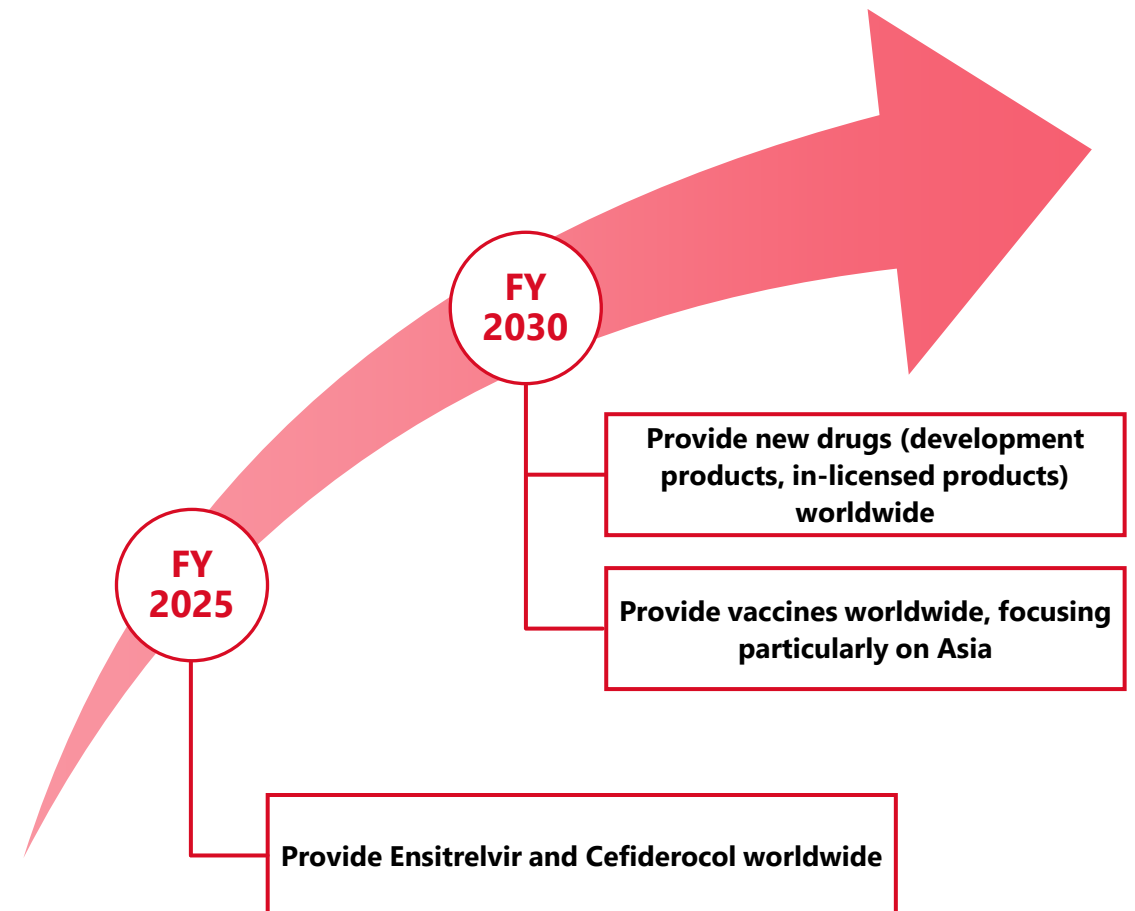 FY
2030
Provide new drugs (development
products, in-licensed products)
worldwide
FY
2025
Provide vaccines worldwide, focusing
particularly on Asia
Provide Ensitrelvir and Cefiderocol worldwide